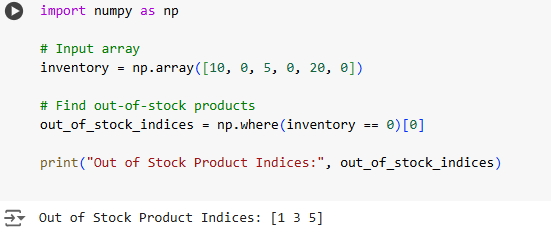 import numpy as np
# Input array
inventory = np.array([10, 0, 5, 0, 20, 0])
# Find out-of-stock products
out_of_stock_indices = np.where(inventory == 0)[0]
print("Out of Stock Product Indices:", out_of_stock_indices)
Out of Stock Product Indices: [1 3 5]